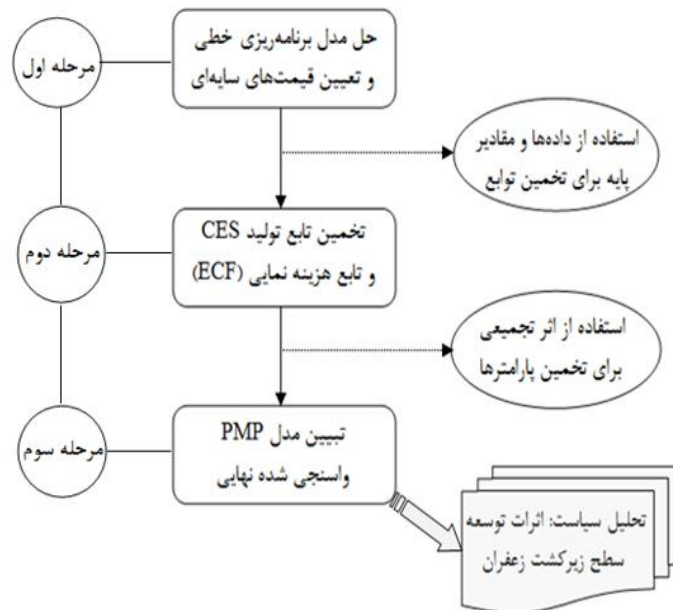 مرحله اول
حل مدل برنامه‌ریزی خطی
و تعیین قیمت‌های سایه‌ای
استفاده از داده‌ها و مقادیر
پایه برای تخمین توابع
مرحله دوم
تخمین تابع تولید CES
و تابع هزینه نمایی (ECF)
استفاده از اثر تجمیعی
برای تخمین پارامترها
مرحله سوم
تبیین مدل PMP
واسنجی شده نهایی
تحلیل سیاست: اثرات توسعه
سطح زیرکشت زعفران